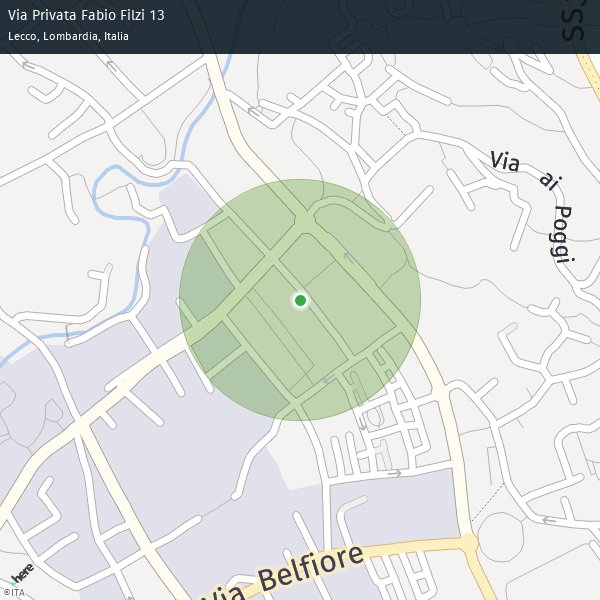 Via Privata Fabio Filzi 13
Lecco, Lombardia, Italia
SS
Via ai Poggi
Via Belfiore
here
©ITA